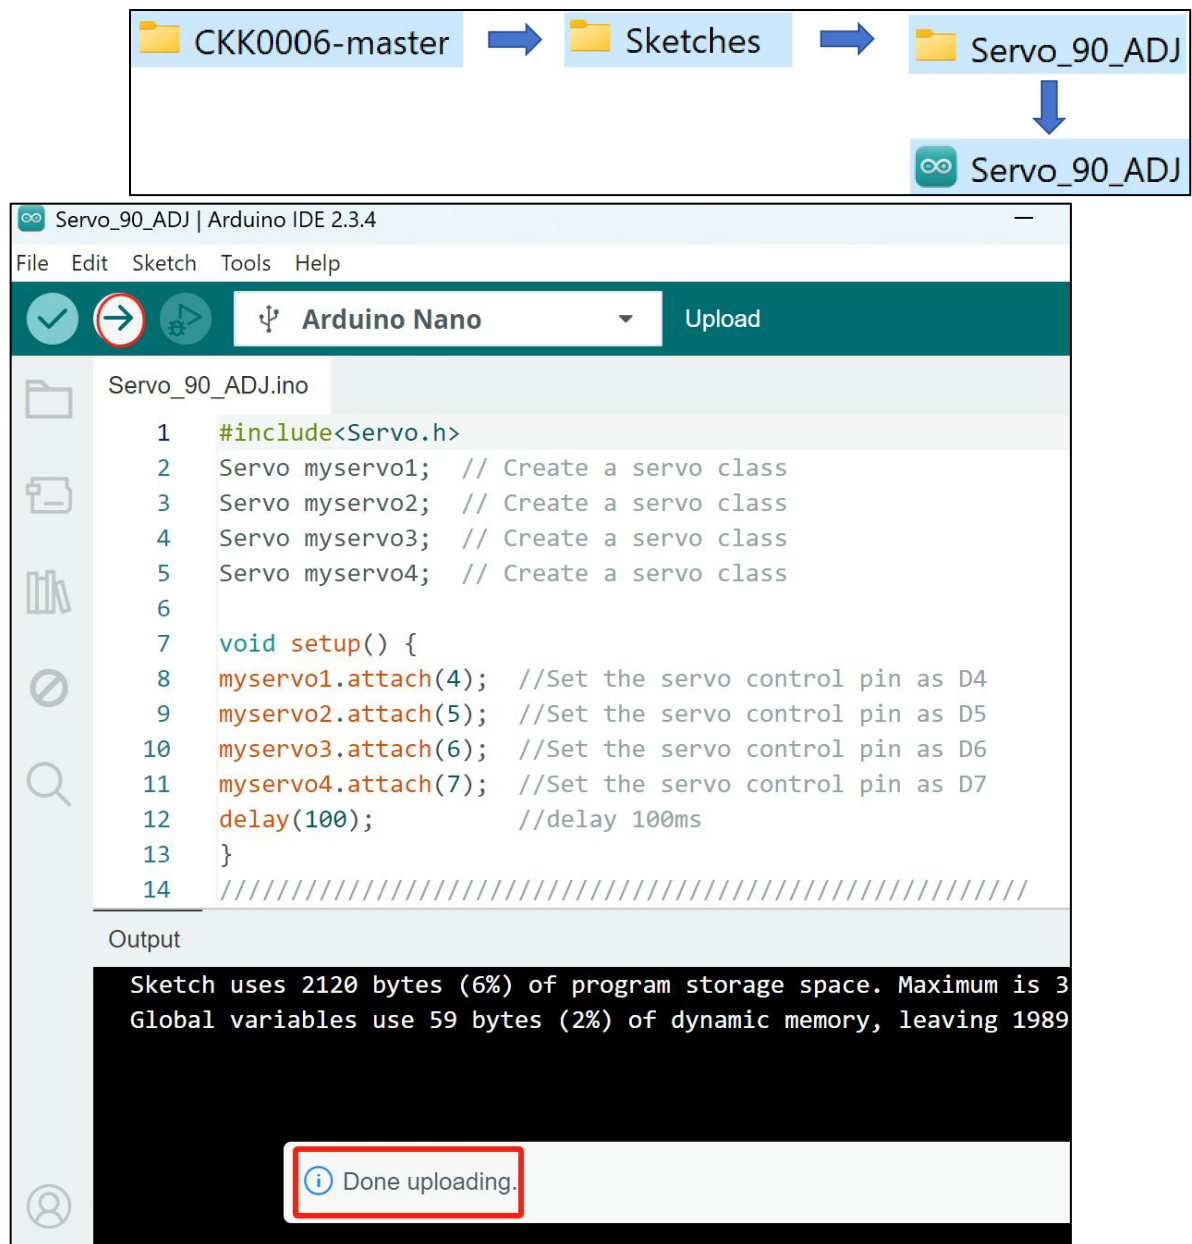 CKK0006-master Sketches Servo_90_ADJ
Servo_90_ADJ
Servo_90_ADJ | Arduino IDE 2.3.4
File Edit Sketch Tools Help
Arduino Nano Upload
Servo_90_ADJ.ino
1 #include<Servo.h>
2 Servo myservo1; // Create a servo class
3 Servo myservo2; // Create a servo class
4 Servo myservo3; // Create a servo class
5 Servo myservo4; // Create a servo class
6
7 void setup() {
8 myservo1.attach(4); //Set the servo control pin as D4
9 myservo2.attach(5); //Set the servo control pin as D5
10 myservo3.attach(6); //Set the servo control pin as D6
11 myservo4.attach(7); //Set the servo control pin as D7
12 delay(100); //delay 100ms
13 }
14 /////////////////////////////////////////////////////////
Output
Sketch uses 2120 bytes (6%) of program storage space. Maximum is 3
Global variables use 59 bytes (2%) of dynamic memory, leaving 1989
Done uploading.